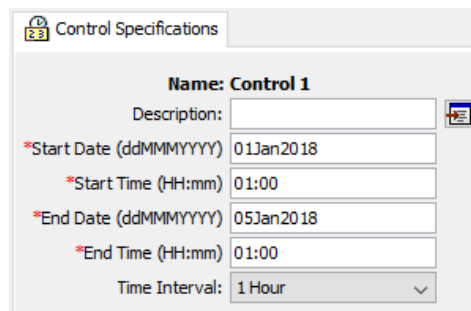 Control Specifications
Name: Control 1
Description:
*Start Date (ddMMMYYYY) 01Jan2018
*Start Time (HH:mm) 01:00
*End Date (ddMMMYYYY) 05Jan2018
*End Time (HH:mm) 01:00
Time Interval: 1 Hour